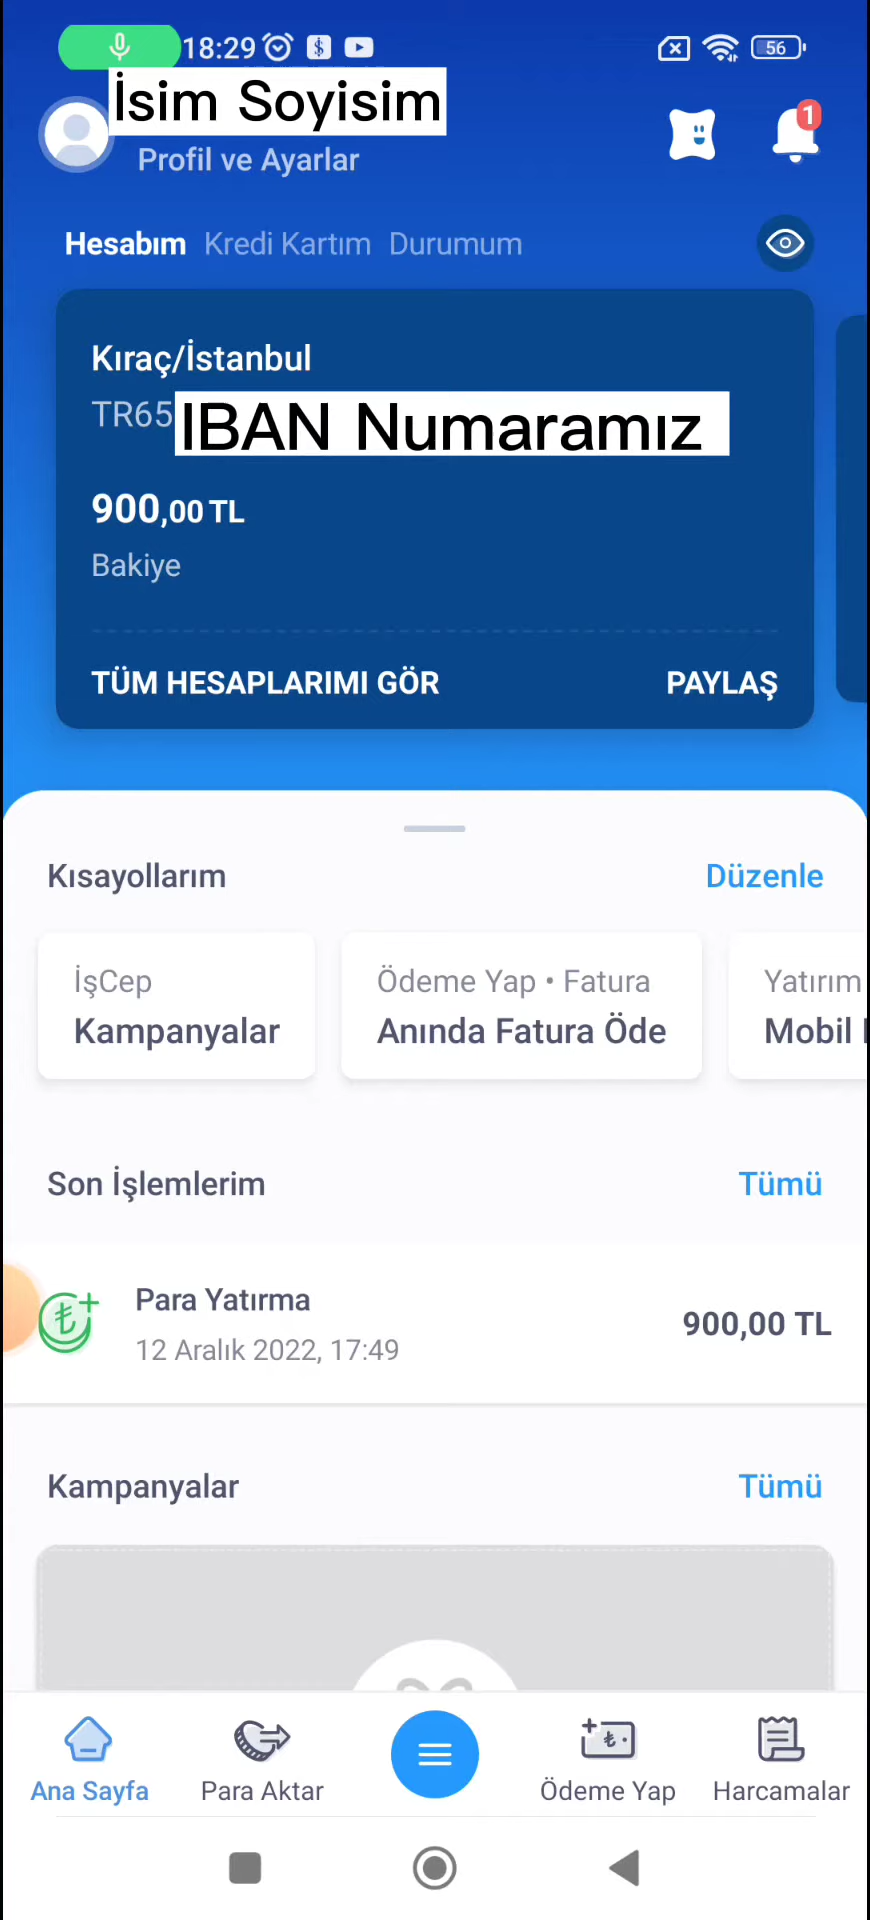 18:29
56
İsim Soyisim
1
Profil ve Ayarlar
Hesabım Kredi Kartım Durumum
Kıraç/İstanbul
TR65 IBAN Numaramız
900,00 TL
Bakiye
TÜM HESAPLARIMI GÖR PAYLAŞ
Kısayollarım Düzenle
İşCep Ödeme Yap • Fatura Yatırım
Kampanyalar Anında Fatura Öde Mobil
Son İşlemlerim Tümü
Para Yatırma
900,00 TL
12 Aralık 2022, 17:49
Kampanyalar Tümü
Ana Sayfa Para Aktar Ödeme Yap Harcamalar